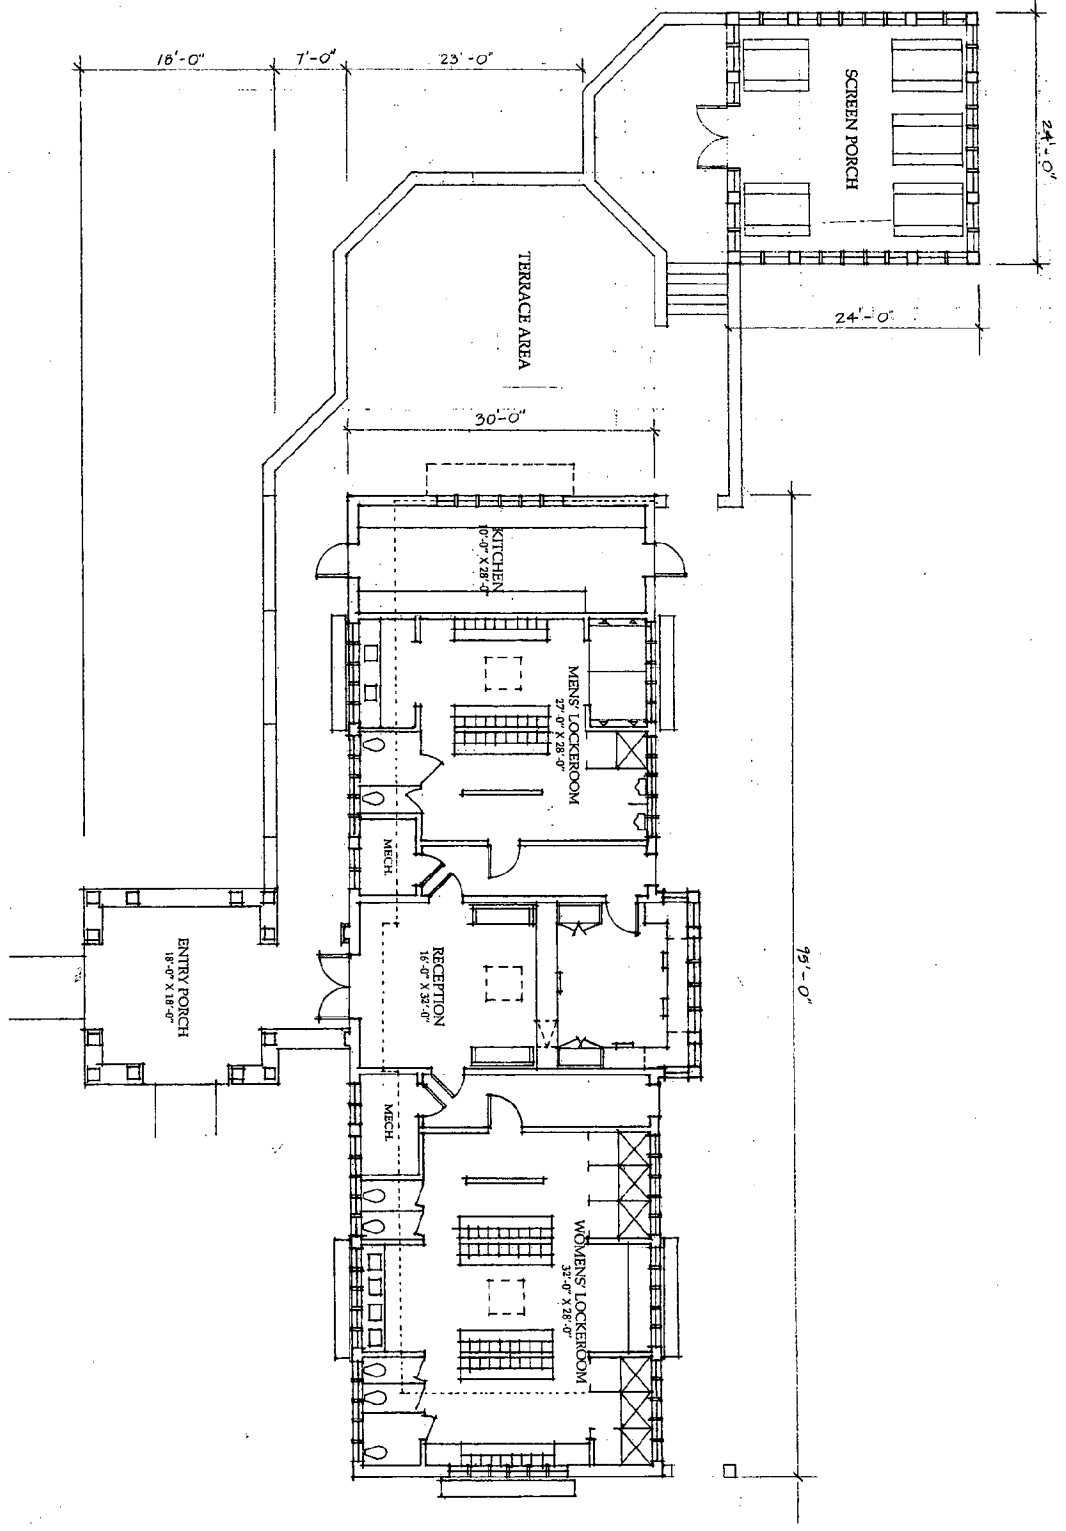 18'-0"
7'-0"
23'-0"
24'-0"
SCREEN PORCH
24'-0"
TERRACE AREA
30'-0"
KITCHEN
10'-0" X 28'-0"
MENS' LOCKEROOM
27'-0" X 28'-0"
MECH.
95'-0"
ENTRY PORCH
18'-0" X 18'-0"
RECEPTION
16'-0" X 32'-0"
MECH.
WOMENS' LOCKEROOM
32'-0" X 28'-0"